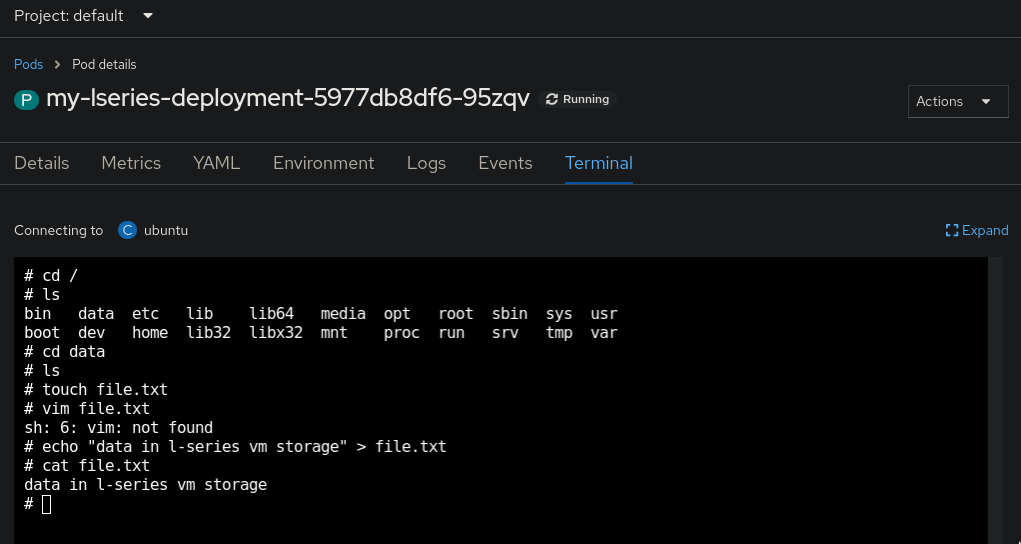 Project: default
Pods > Pod details
P my-lseries-deployment-5977db8df6-95zqv Running
Actions
Details Metrics YAML Environment Logs Events Terminal
Connecting to C ubuntu
Expand
# cd /
# ls
bin data etc lib lib64 media opt root sbin sys usr
boot dev home lib32 libx32 mnt proc run srv tmp var
# cd data
# ls
# touch file.txt
# vim file.txt
sh: 6: vim: not found
# echo "data in l-series vm storage" > file.txt
# cat file.txt
data in l-series vm storage
#